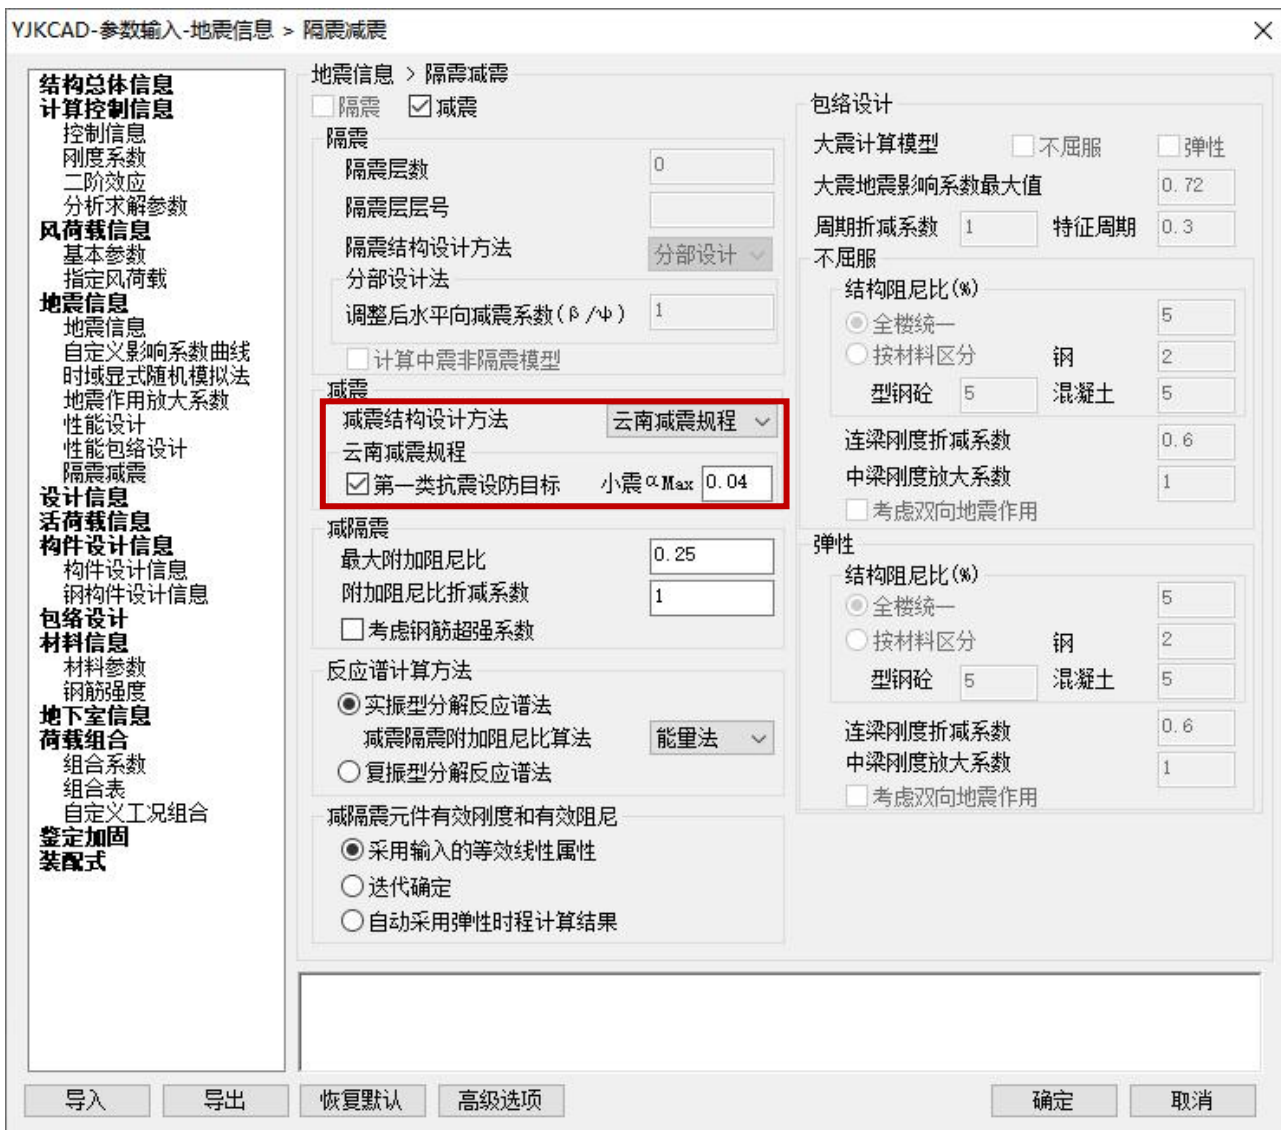 YJKCAD-参数输入-地震信息 > 隔震减震
结构总体信息
计算控制信息
控制信息
刚度系数
二阶效应
分析求解参数
风荷载信息
基本参数
指定风荷载
地震信息
地震信息
自定义影响系数曲线
时域显式随机模拟法
地震作用放大系数
性能设计
性能包络设计
隔震减震
设计信息
活荷载信息
构件设计信息
构件设计信息
钢构件设计信息
包络设计
材料信息
材料参数
钢筋强度
地下室信息
荷载组合
组合系数
组合表
自定义工况组合
鉴定加固
装配式
地震信息 > 隔震减震
隔震 减震
隔震
隔震层数 0
隔震层层号
隔震结构设计方法 分部设计
分部设计法
调整后水平向减震系数(β/ψ) 1
计算中震非隔震模型
减震
减震结构设计方法 云南减震规程
云南减震规程
第一类抗震设防目标 小震αMax 0.04
减隔震
最大附加阻尼比 0.25
附加阻尼比折减系数 1
考虑钢筋超强系数
反应谱计算方法
实振型分解反应谱法
减震隔震附加阻尼比算法 能量法
复振型分解反应谱法
减隔震元件有效刚度和有效阻尼
采用输入的等效线性属性
迭代确定
自动采用弹性时程计算结果
包络设计
大震计算模型 不屈服 弹性
大震地震影响系数最大值 0.72
周期折减系数 1 特征周期 0.3
不屈服
结构阻尼比(%)
全楼统一 5
按材料区分 钢 2
型钢砼 5 混凝土 5
连梁刚度折减系数 0.6
中梁刚度放大系数 1
考虑双向地震作用
弹性
结构阻尼比(%)
全楼统一 5
按材料区分 钢 2
型钢砼 5 混凝土 5
连梁刚度折减系数 0.6
中梁刚度放大系数 1
考虑双向地震作用
导入 导出 恢复默认 高级选项 确定 取消